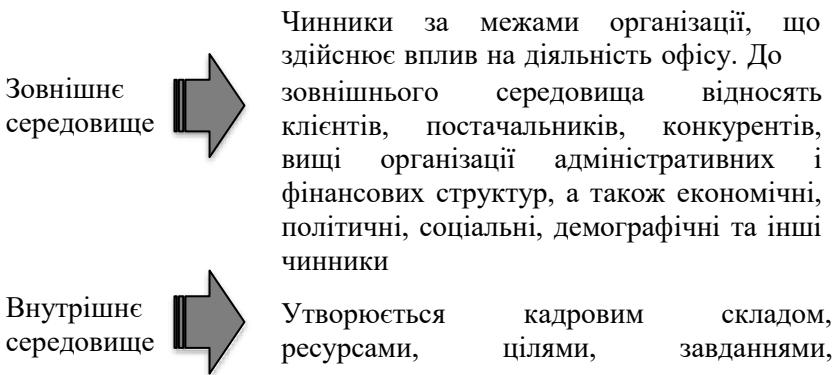 Зовнішнє
середовище
Чинники за межами організації, що
здійснює вплив на діяльність офісу. До
зовнішнього середовища відносять
клієнтів, постачальників, конкурентів,
вищі організації адміністративних і
фінансових структур, а також економічні,
політичні, соціальні, демографічні та інші
чинники
Внутрішнє
середовище
Утворюється кадровим складом,
ресурсами, цілями, завданнями,